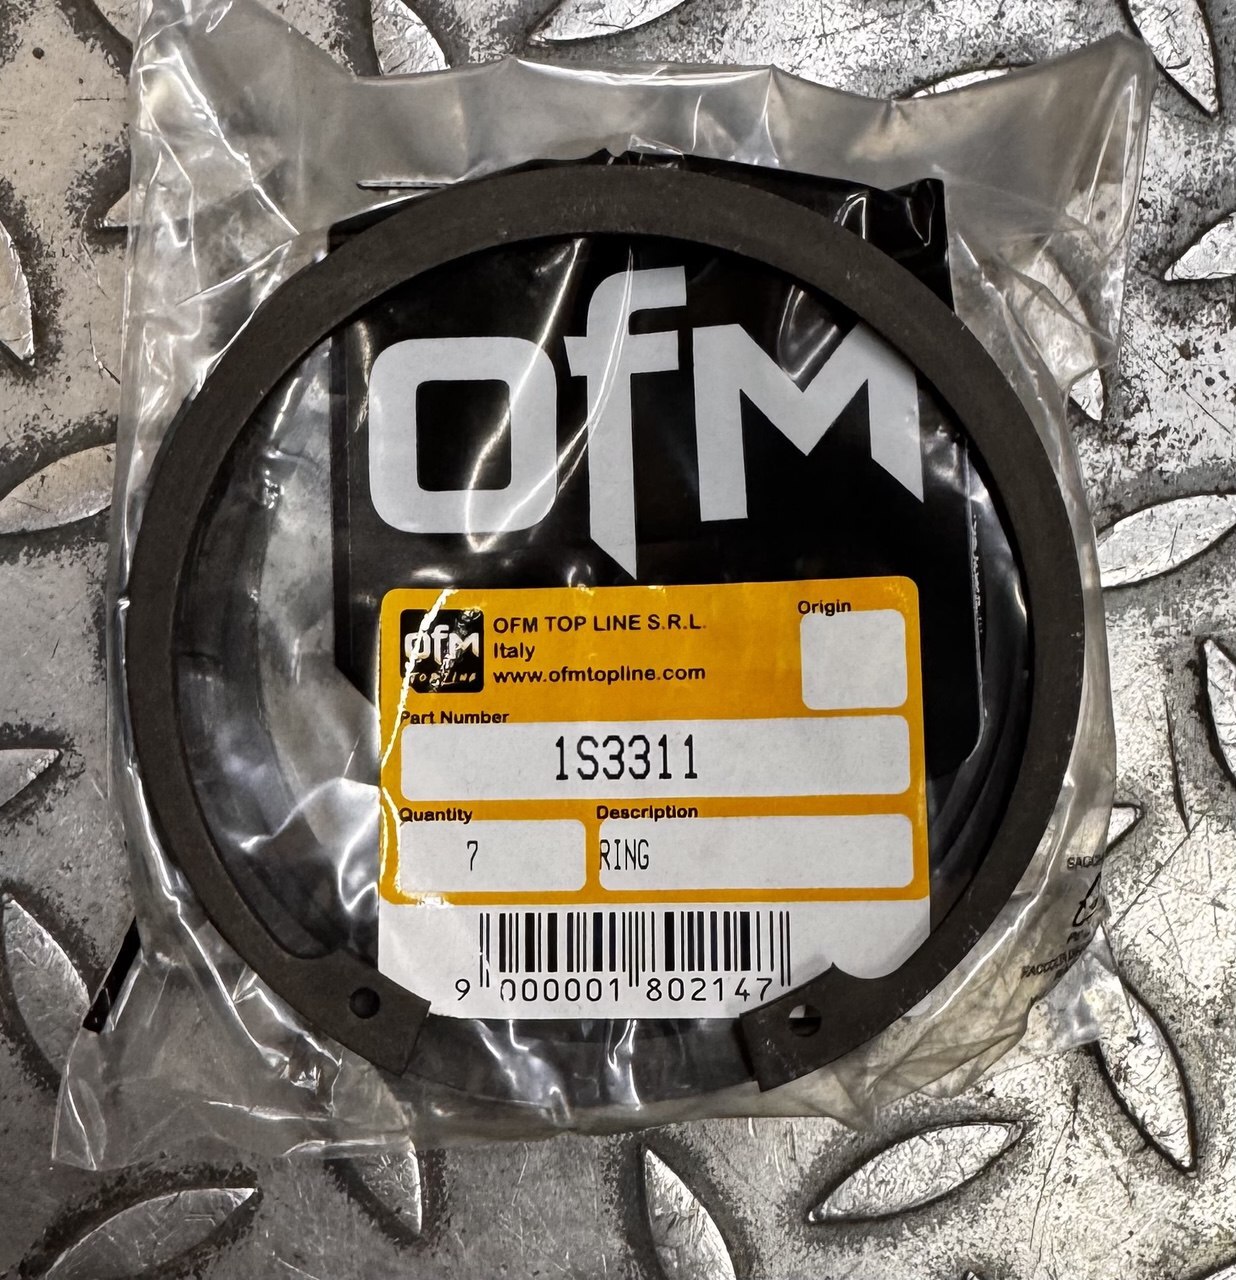 ofm
ofm
TOP LINE
OFM TOP LINE S.R.L.
Italy
www.ofmtopline.com
Origin
Part Number
1S3311
Quantity
Description
7
RING
9 000001 802147